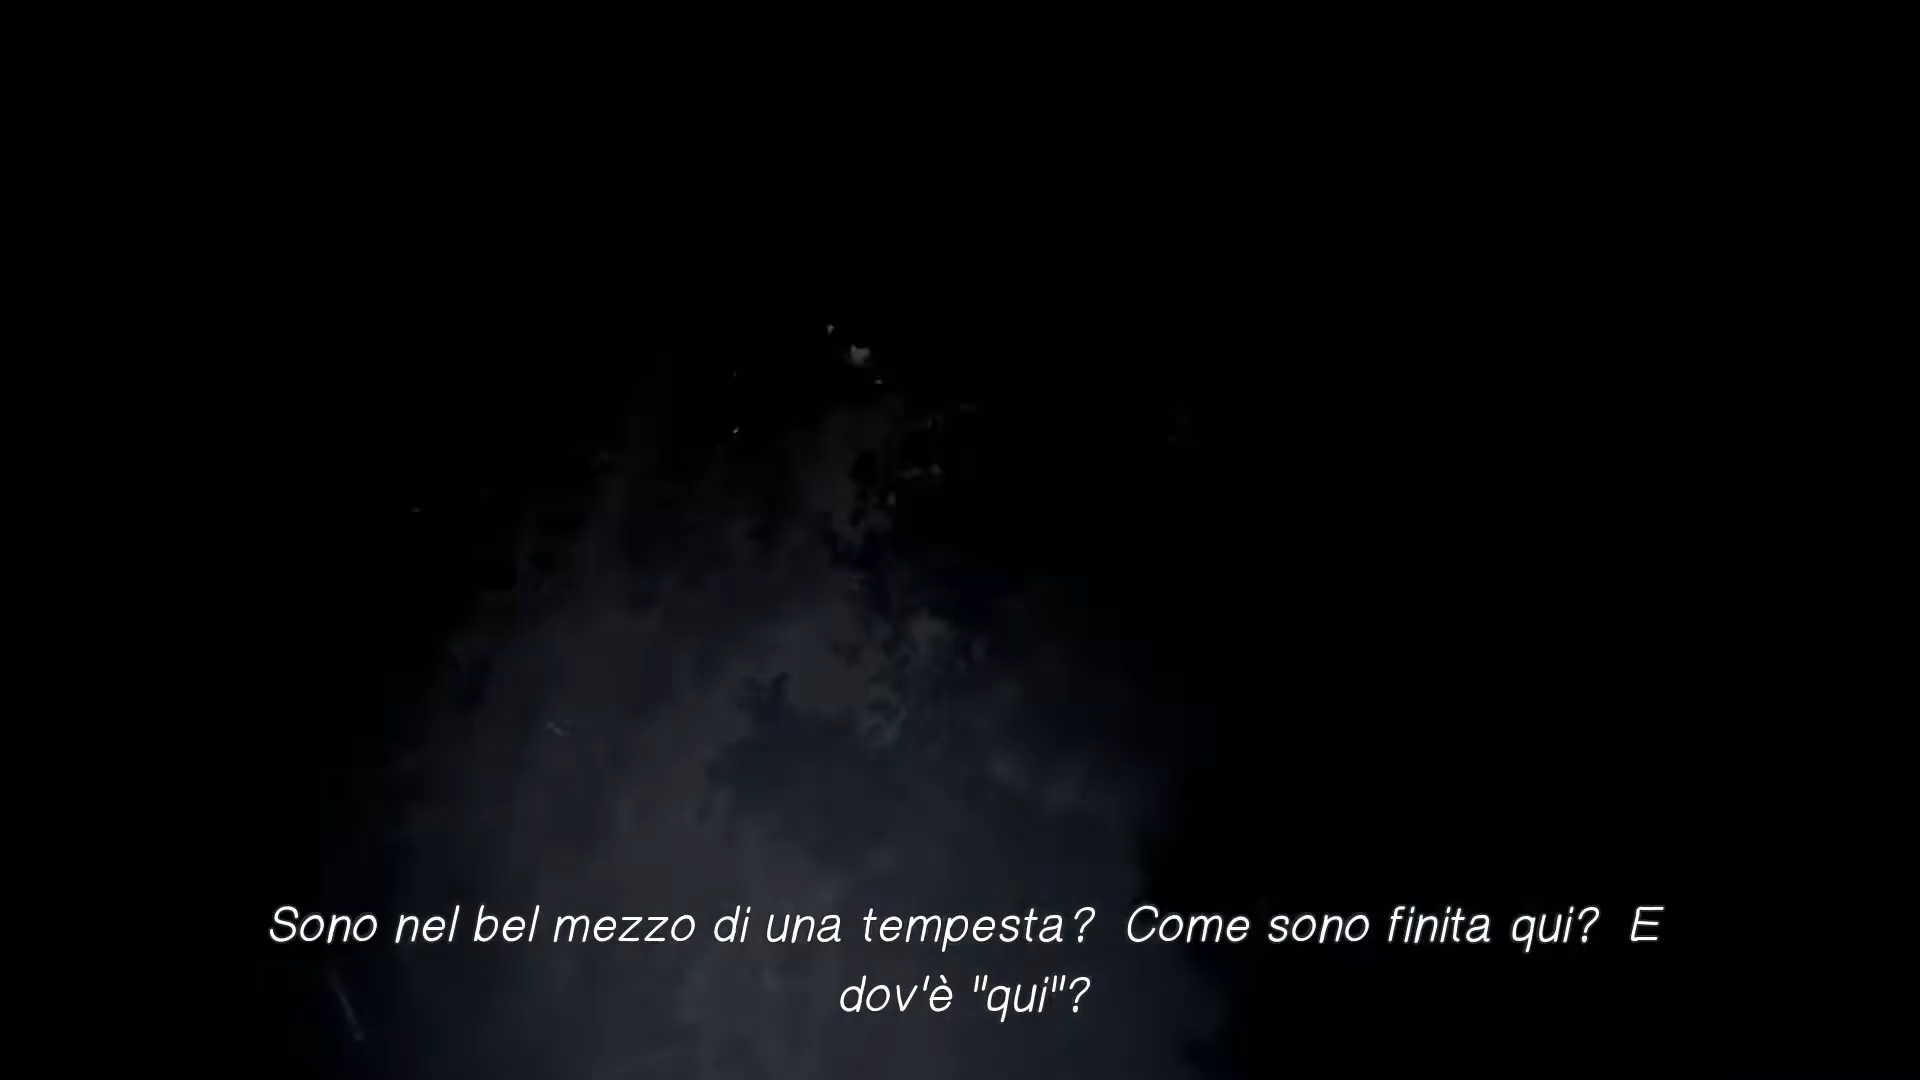 Sono nel bel mezzo di una tempesta? Come sono finita qui? E
dov'è "qui"?